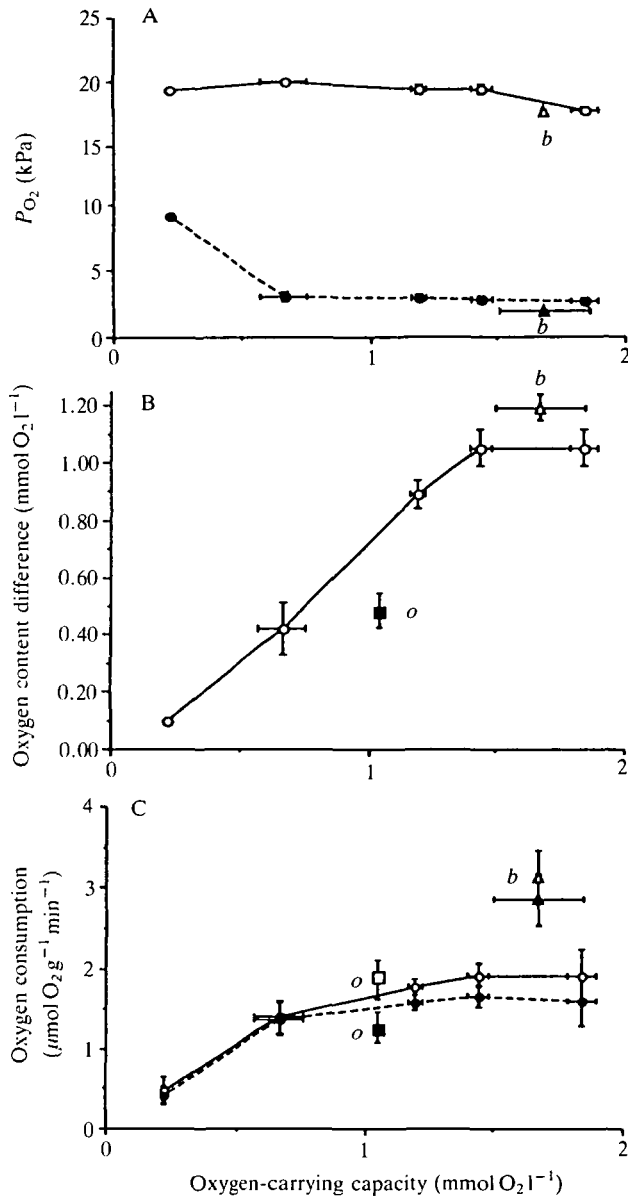 A
25
20
15
10
5
0
P_O₂ (kPa)
b
b
0 1 2
B
1.20
1.00
0.80
0.60
0.40
0.20
0.00
Oxygen content difference (mmol O₂ l⁻¹)
b
o
0 1 2
C
4
3
2
1
0
Oxygen consumption
(μmol O₂ g⁻¹ min⁻¹)
b
o
o
0 1 2
Oxygen-carrying capacity (mmol O₂ l⁻¹)